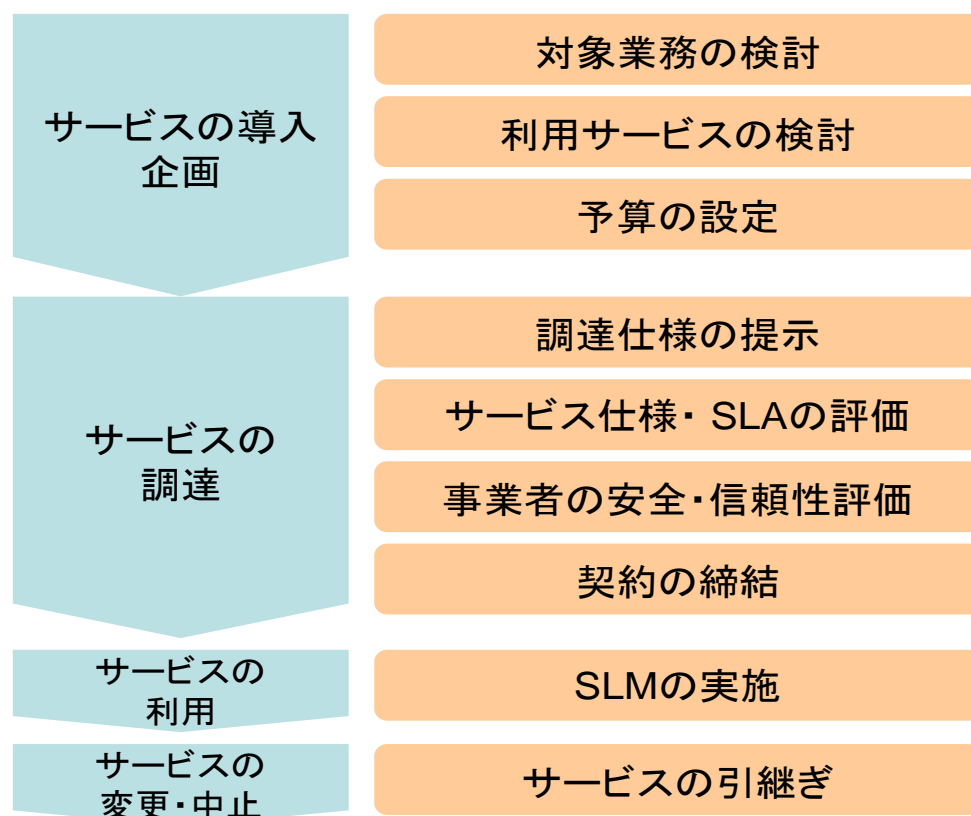 サービスの導入
企画
対象業務の検討
利用サービスの検討
予算の設定
サービスの
調達
調達仕様の提示
サービス仕様・ SLAの評価
事業者の安全・信頼性評価
契約の締結
サービスの
利用
SLMの実施
サービスの
変更・中止
サービスの引継ぎ